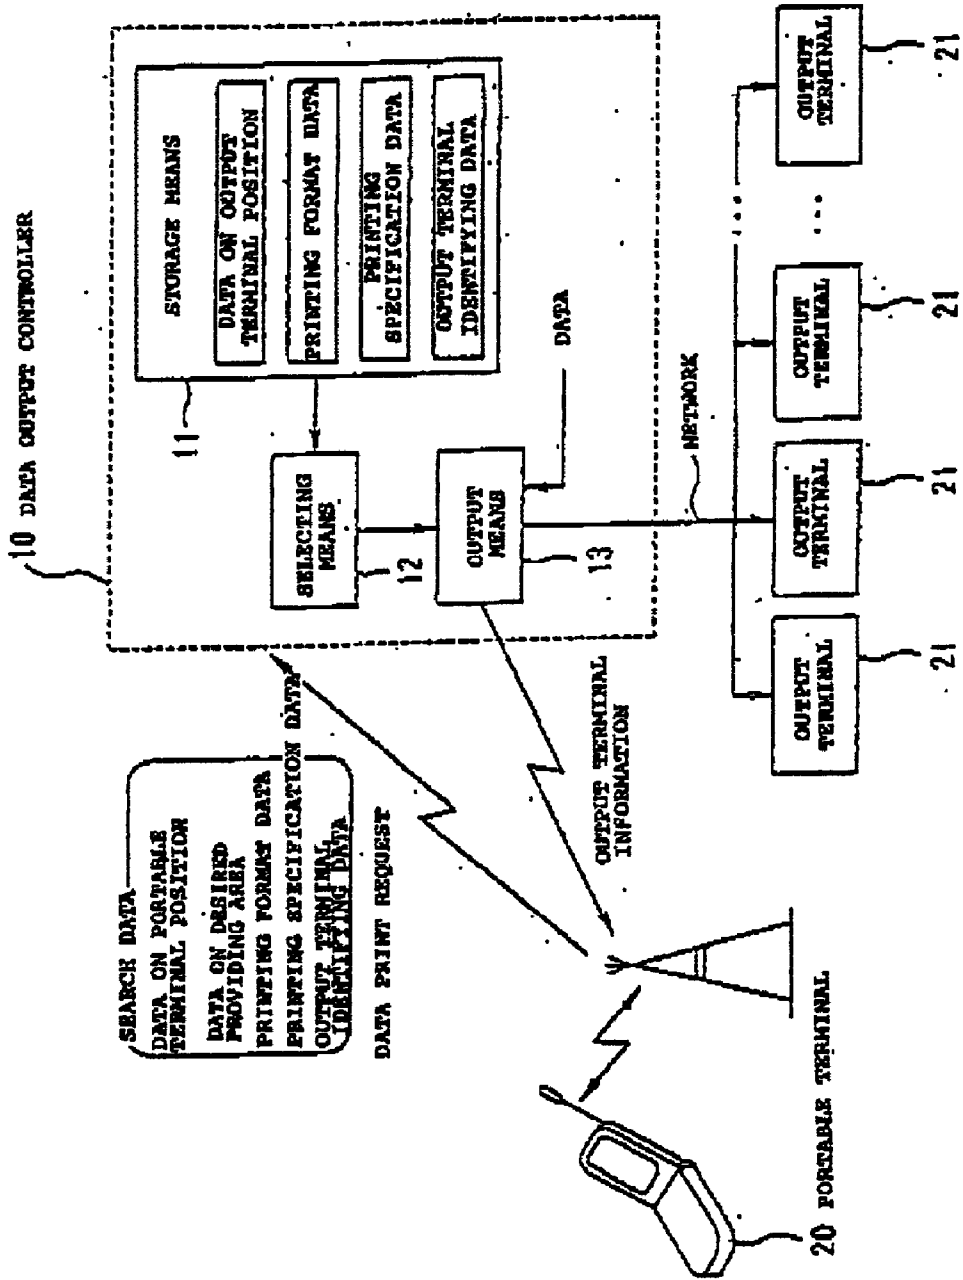 10 DATA OUTPUT CONTROLLER
STORAGE MEANS
DATA ON OUTPUT
TERMINAL POSITION
PRINTING FORMAT DATA
PRINTING
SPECIFICATION DATA
OUTPUT TERMINAL
IDENTIFYING DATA
11
SELECTING
MEANS
12
OUTPUT
MEANS
13
DATA
NETWORK
SEARCH DATA
DATA ON PORTABLE
TERMINAL POSITION
DATA ON DESIRED
PROVIDING AREA
PRINTING FORMAT DATA
PRINTING SPECIFICATION DATA
OUTPUT TERMINAL
IDENTIFYING DATA
DATA PRINT REQUEST
OUTPUT TERMINAL
INFORMATION
20 PORTABLE TERMINAL
OUTPUT
TERMINAL
21
OUTPUT
TERMINAL
21
OUTPUT
TERMINAL
21
...
...
OUTPUT
TERMINAL
21